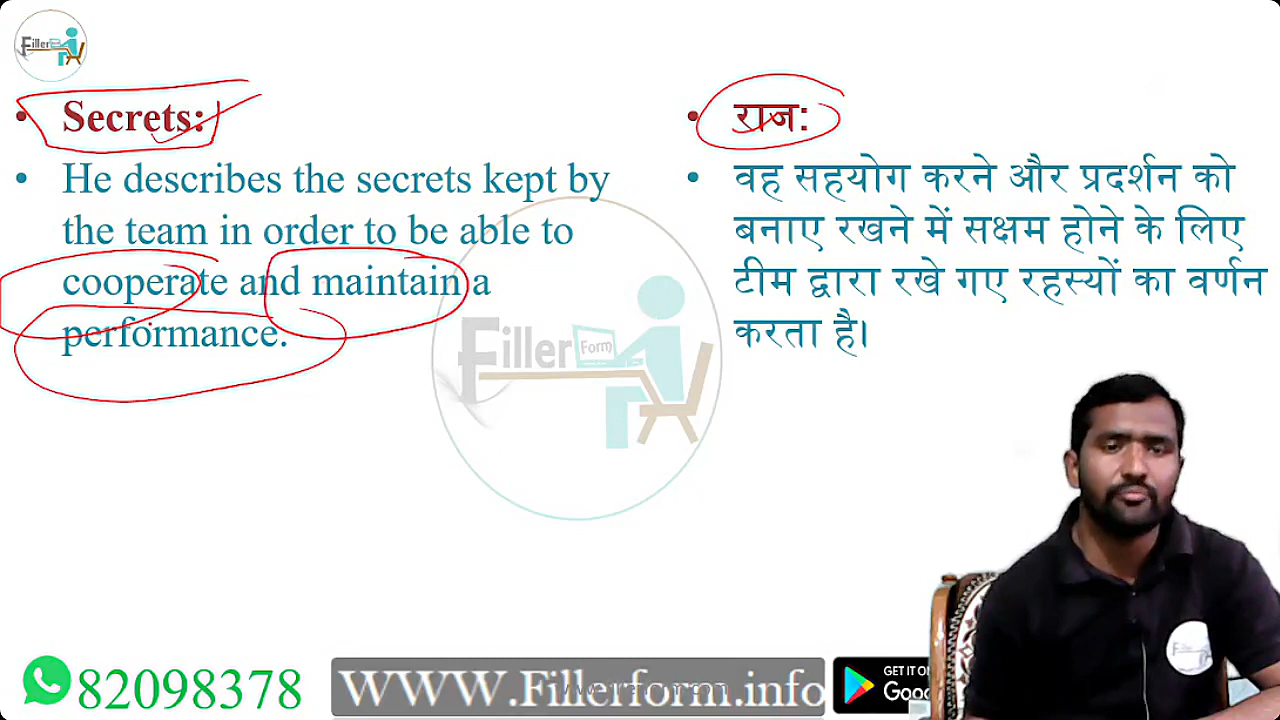 Filler
Secrets:
He describes the secrets kept by
the team in order to be able to
cooperate and maintain a
performance.
राज:
वह सहयोग करने और प्रदर्शन को
बनाए रखने में सक्षम होने के लिए
टीम द्वारा रखे गए रहस्यों का वर्णन
करता है।
Filler Form
82098378
WWW.Fillerform.info
GET IT ON
Goo